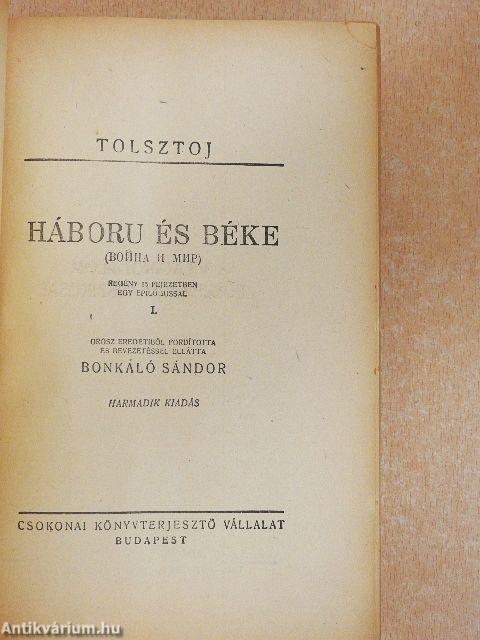 TOLSZTOJ
HÁBORU ÉS BÉKE
(ВОЙНА И МИР)
REGÉNY 15 FEJEZETBEN
EGY EPILÓGUSSAL
I.
OROSZ EREDETIBŐL FORDÍTOTTA
ÉS BEVEZETÉSSEL ELLÁTTA
BONKÁLÓ SÁNDOR
HARMADIK KIADÁS
CSOKONAI KÖNYVTERJESZTŐ VÁLLALAT
BUDAPEST
Antikvárium.hu